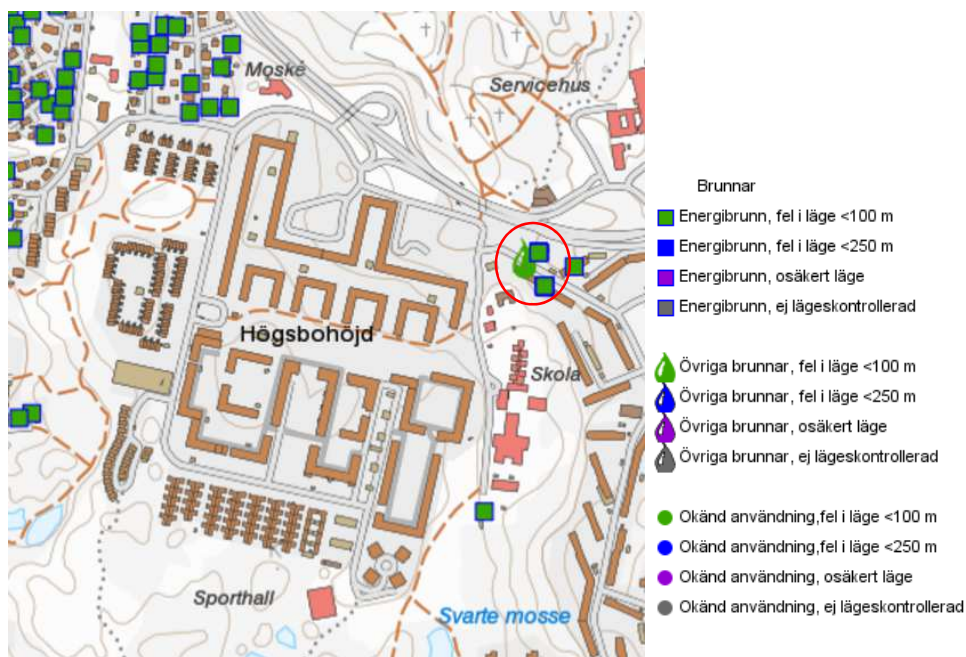 Moské
Servicehus
Högsbohöjd
Skola
Sporthall
Svarte mosse
Brunnar
Energibrunn, fel i läge <100 m
Energibrunn, fel i läge <250 m
Energibrunn, osäkert läge
Energibrunn, ej lägeskontrollerad
Övriga brunnar, fel i läge <100 m
Övriga brunnar, fel i läge <250 m
Övriga brunnar, osäkert läge
Övriga brunnar, ej lägeskontrollerad
Okänd användning,fel i läge <100 m
Okänd användning,fel i läge <250 m
Okänd användning, osäkert läge
Okänd användning, ej lägeskontrollerad